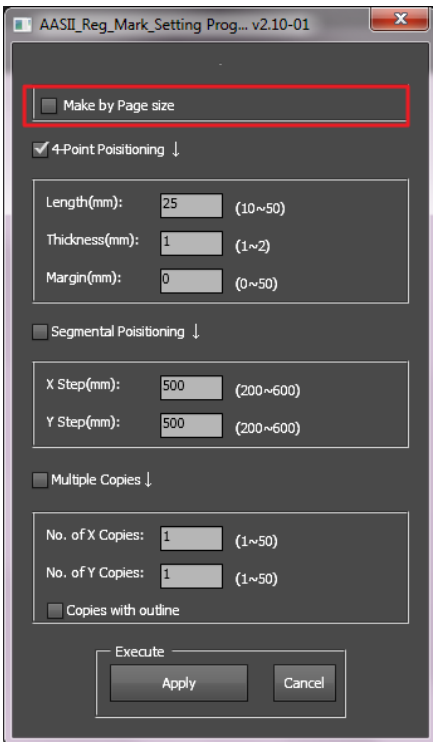 AASII_Reg_Mark_Setting Prog... v2.10-01
Make by Page size
4-Point Poisitioning ↓
Length(mm): 25 (10~50)
Thickness(mm): 1 (1~2)
Margin(mm): 0 (0~50)
Segmental Poisitioning ↓
X Step(mm): 500 (200~600)
Y Step(mm): 500 (200~600)
Multiple Copies ↓
No. of X Copies: 1 (1~50)
No. of Y Copies: 1 (1~50)
Copies with outline
Execute
Apply Cancel